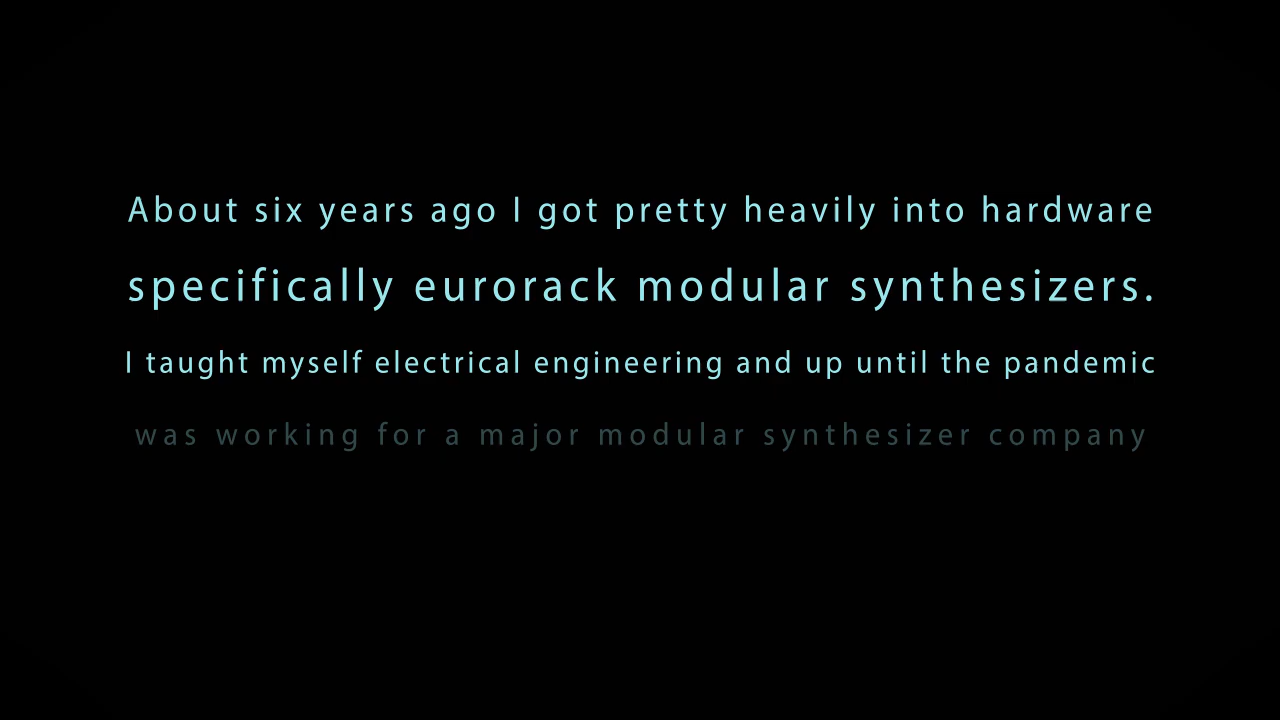 About six years ago I got pretty heavily into hardware
specifically eurorack modular synthesizers.
I taught myself electrical engineering and up until the pandemic
was working for a major modular synthesizer company